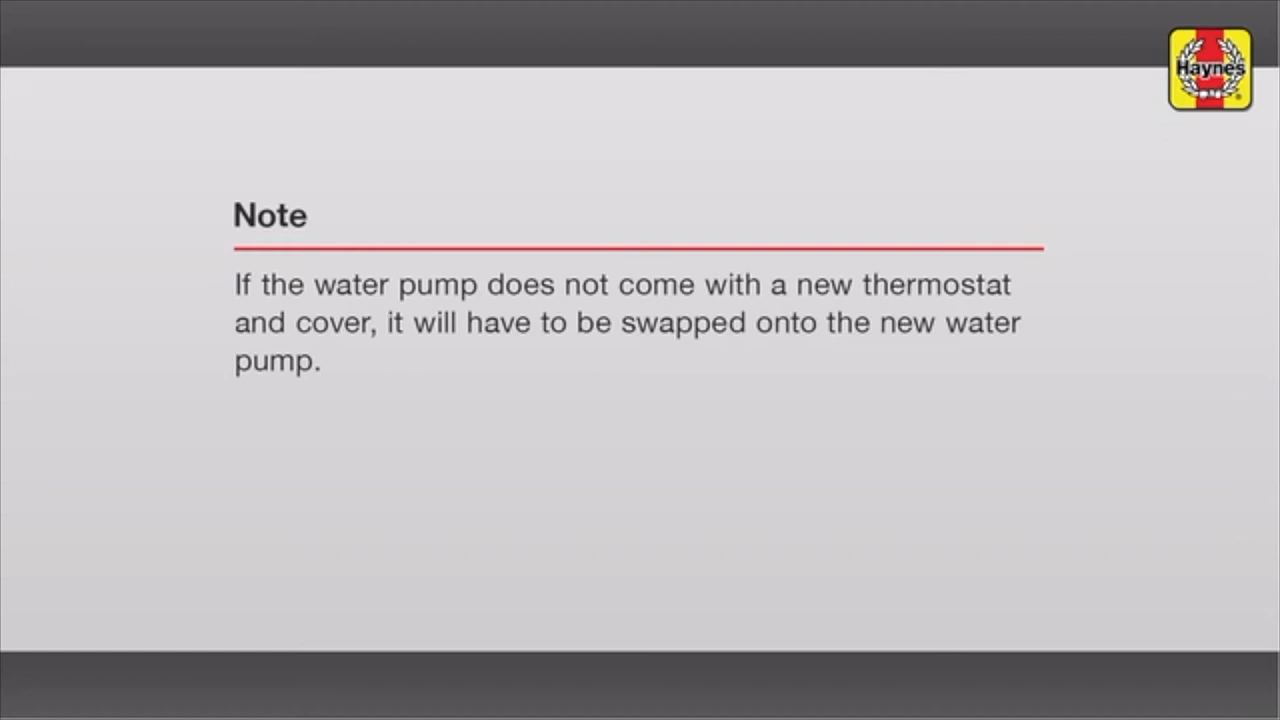 Haynes
Note
If the water pump does not come with a new thermostat
and cover, it will have to be swapped onto the new water
pump.